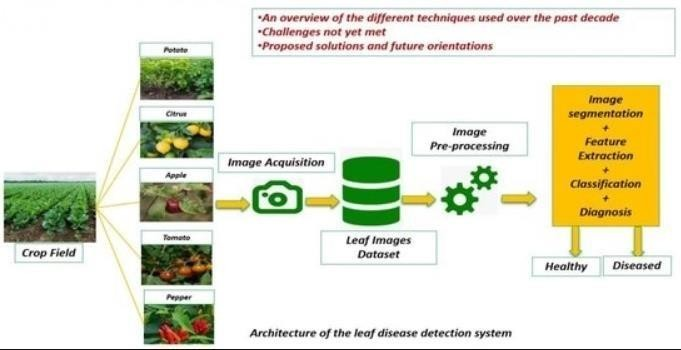 •An overview of the different techniques used over the past decade
•Challenges not yet met
•Proposed solutions and future orientations
Potato
Citrus
Apple
Tomato
Pepper
Crop Field
Image Acquisition
Leaf Images
Dataset
Image
Pre-processing
Image
segmentation
+
Feature
Extraction
+
Classification
+
Diagnosis
Healthy
Diseased
Architecture of the leaf disease detection system